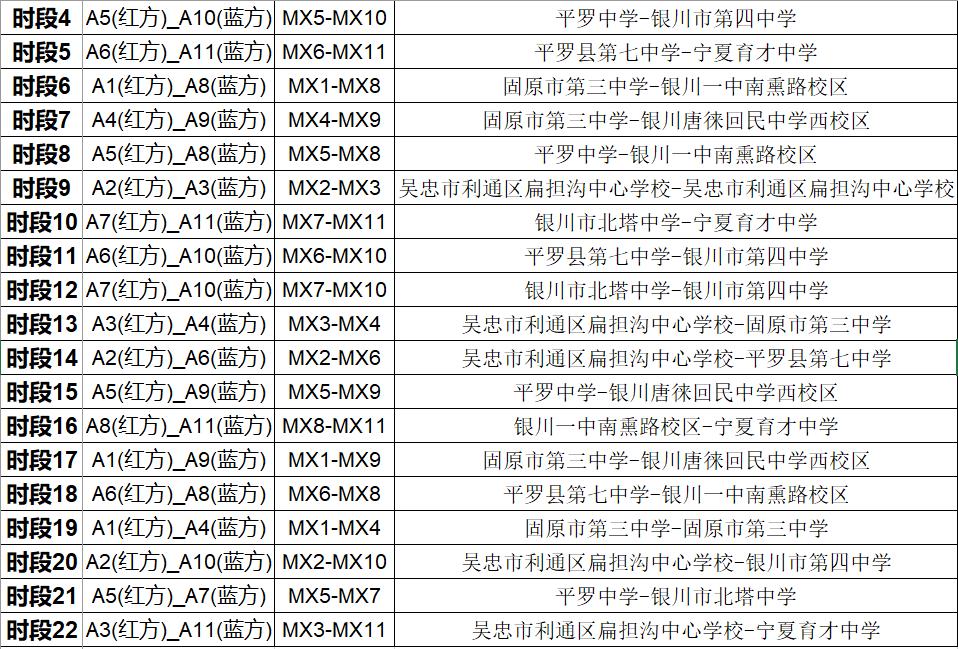 时段4 A5(红方)_A10(蓝方) MX5-MX10 平罗中学-银川市第四中学
时段5 A6(红方)_A11(蓝方) MX6-MX11 平罗县第七中学-宁夏育才中学
时段6 A1(红方)_A8(蓝方) MX1-MX8 固原市第三中学-银川一中南熏路校区
时段7 A4(红方)_A9(蓝方) MX4-MX9 固原市第三中学-银川唐徕回民中学西校区
时段8 A5(红方)_A8(蓝方) MX5-MX8 平罗中学-银川一中南熏路校区
时段9 A2(红方)_A3(蓝方) MX2-MX3 吴忠市利通区扁担沟中心学校-吴忠市利通区扁担沟中心学校
时段10 A7(红方)_A11(蓝方) MX7-MX11 银川市北塔中学-宁夏育才中学
时段11 A6(红方)_A10(蓝方) MX6-MX10 平罗县第七中学-银川市第四中学
时段12 A7(红方)_A10(蓝方) MX7-MX10 银川市北塔中学-银川市第四中学
时段13 A3(红方)_A4(蓝方) MX3-MX4 吴忠市利通区扁担沟中心学校-固原市第三中学
时段14 A2(红方)_A6(蓝方) MX2-MX6 吴忠市利通区扁担沟中心学校-平罗县第七中学
时段15 A5(红方)_A9(蓝方) MX5-MX9 平罗中学-银川唐徕回民中学西校区
时段16 A8(红方)_A11(蓝方) MX8-MX11 银川一中南熏路校区-宁夏育才中学
时段17 A1(红方)_A9(蓝方) MX1-MX9 固原市第三中学-银川唐徕回民中学西校区
时段18 A6(红方)_A8(蓝方) MX6-MX8 平罗县第七中学-银川一中南熏路校区
时段19 A1(红方)_A4(蓝方) MX1-MX4 固原市第三中学-固原市第三中学
时段20 A2(红方)_A10(蓝方) MX2-MX10 吴忠市利通区扁担沟中心学校-银川市第四中学
时段21 A5(红方)_A7(蓝方) MX5-MX7 平罗中学-银川市北塔中学
时段22 A3(红方)_A11(蓝方) MX3-MX11 吴忠市利通区扁担沟中心学校-宁夏育才中学